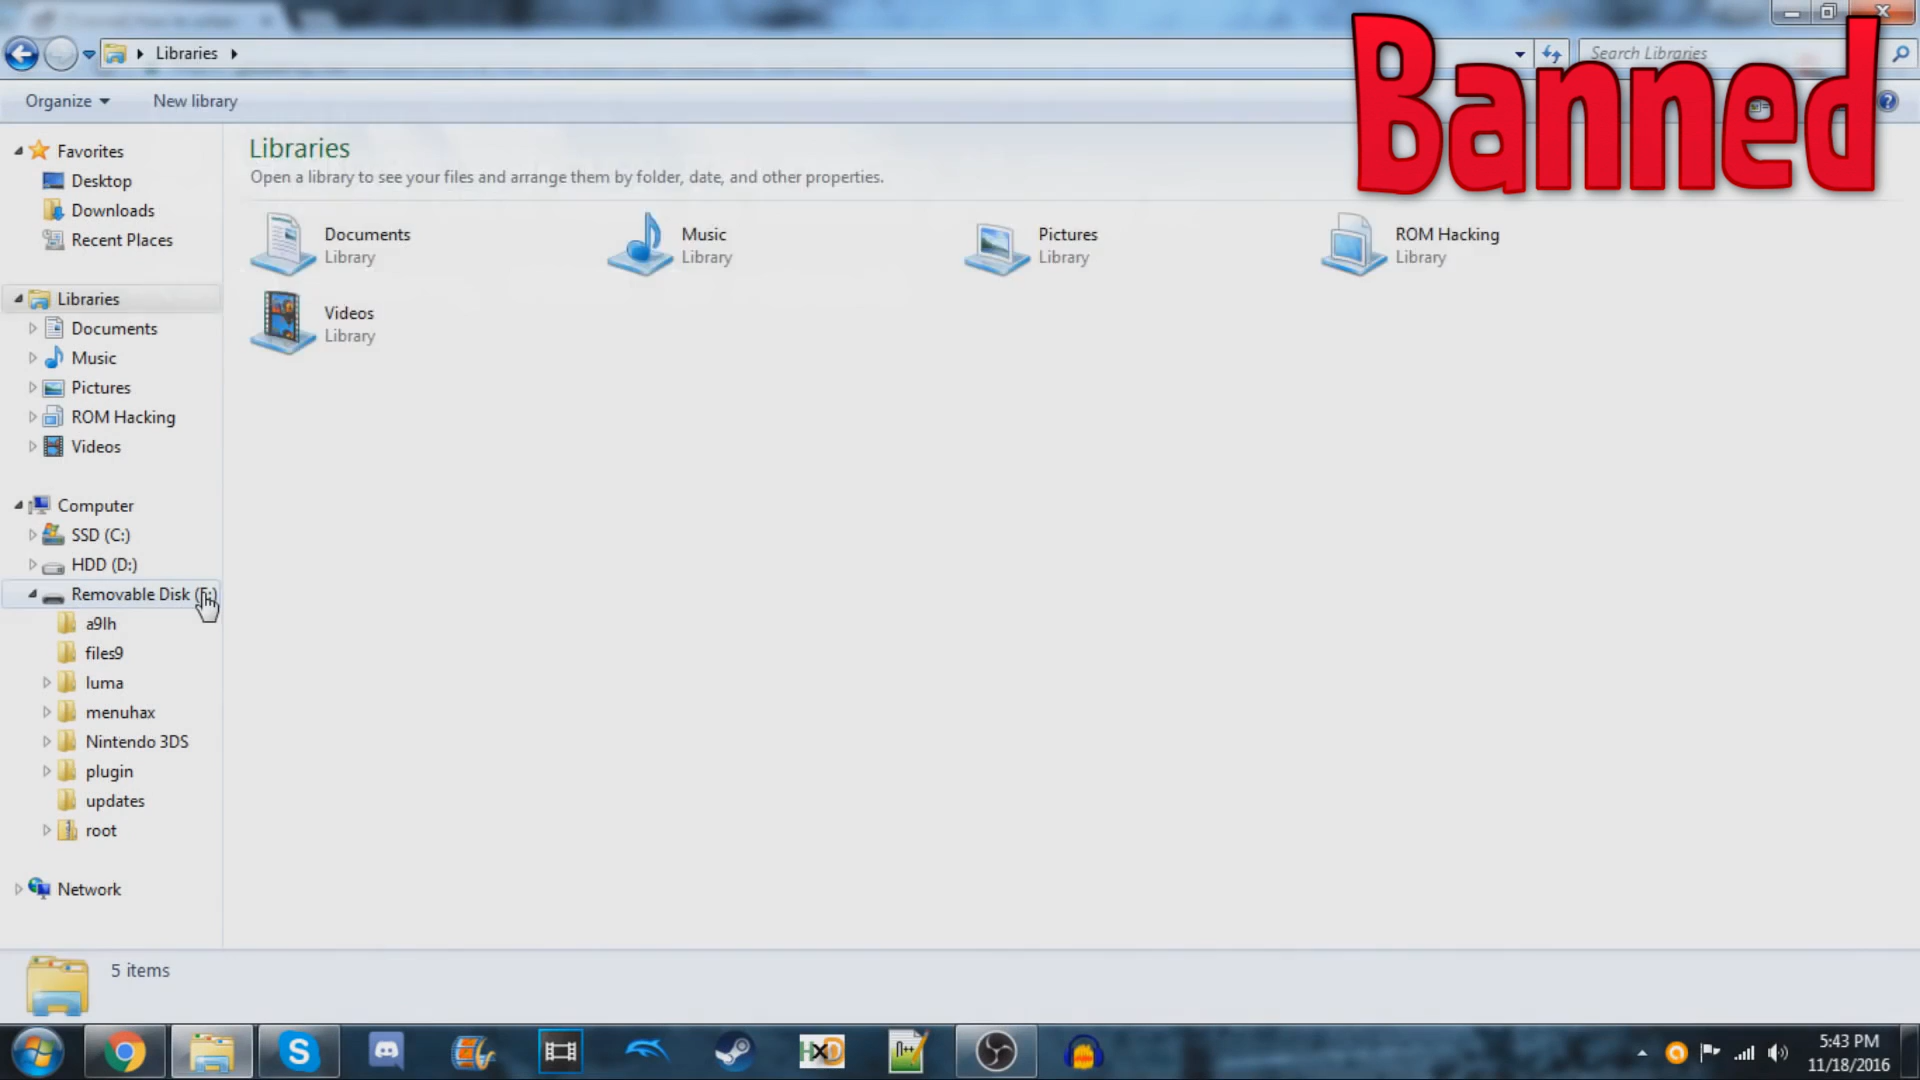 Libraries
Search Libraries
Banned
Organize
New library
Favorites
Desktop
Downloads
Recent Places
Libraries
Documents
Music
Pictures
ROM Hacking
Videos
Computer
SSD (C:)
HDD (D:)
Removable Disk
a9lh
files9
luma
menuhax
Nintendo 3DS
plugin
updates
root
Network
Libraries
Open a library to see your files and arrange them by folder, date, and other properties.
Documents
Library
Music
Library
Pictures
Library
ROM Hacking
Library
Videos
Library
5 items
5:43 PM
11/18/2016